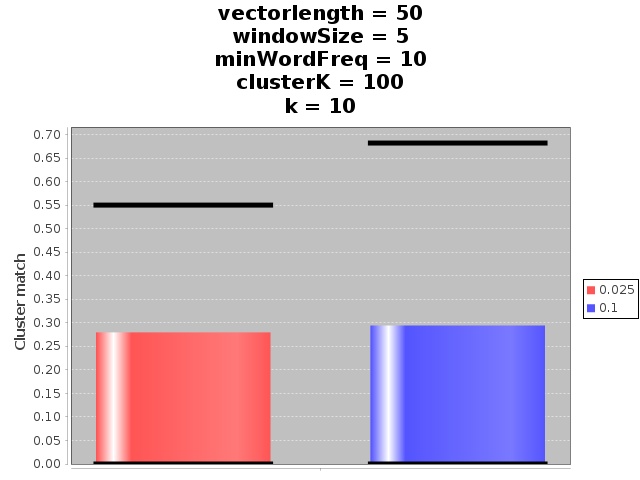 vectorlength = 50
windowSize = 5
minWordFreq = 10
clusterK = 100
k = 10
0.70
0.65
0.60
0.55
0.50
0.45
0.40
0.35
0.30
0.25
0.20
0.15
0.10
0.05
0.00
Cluster match
0.025
0.1